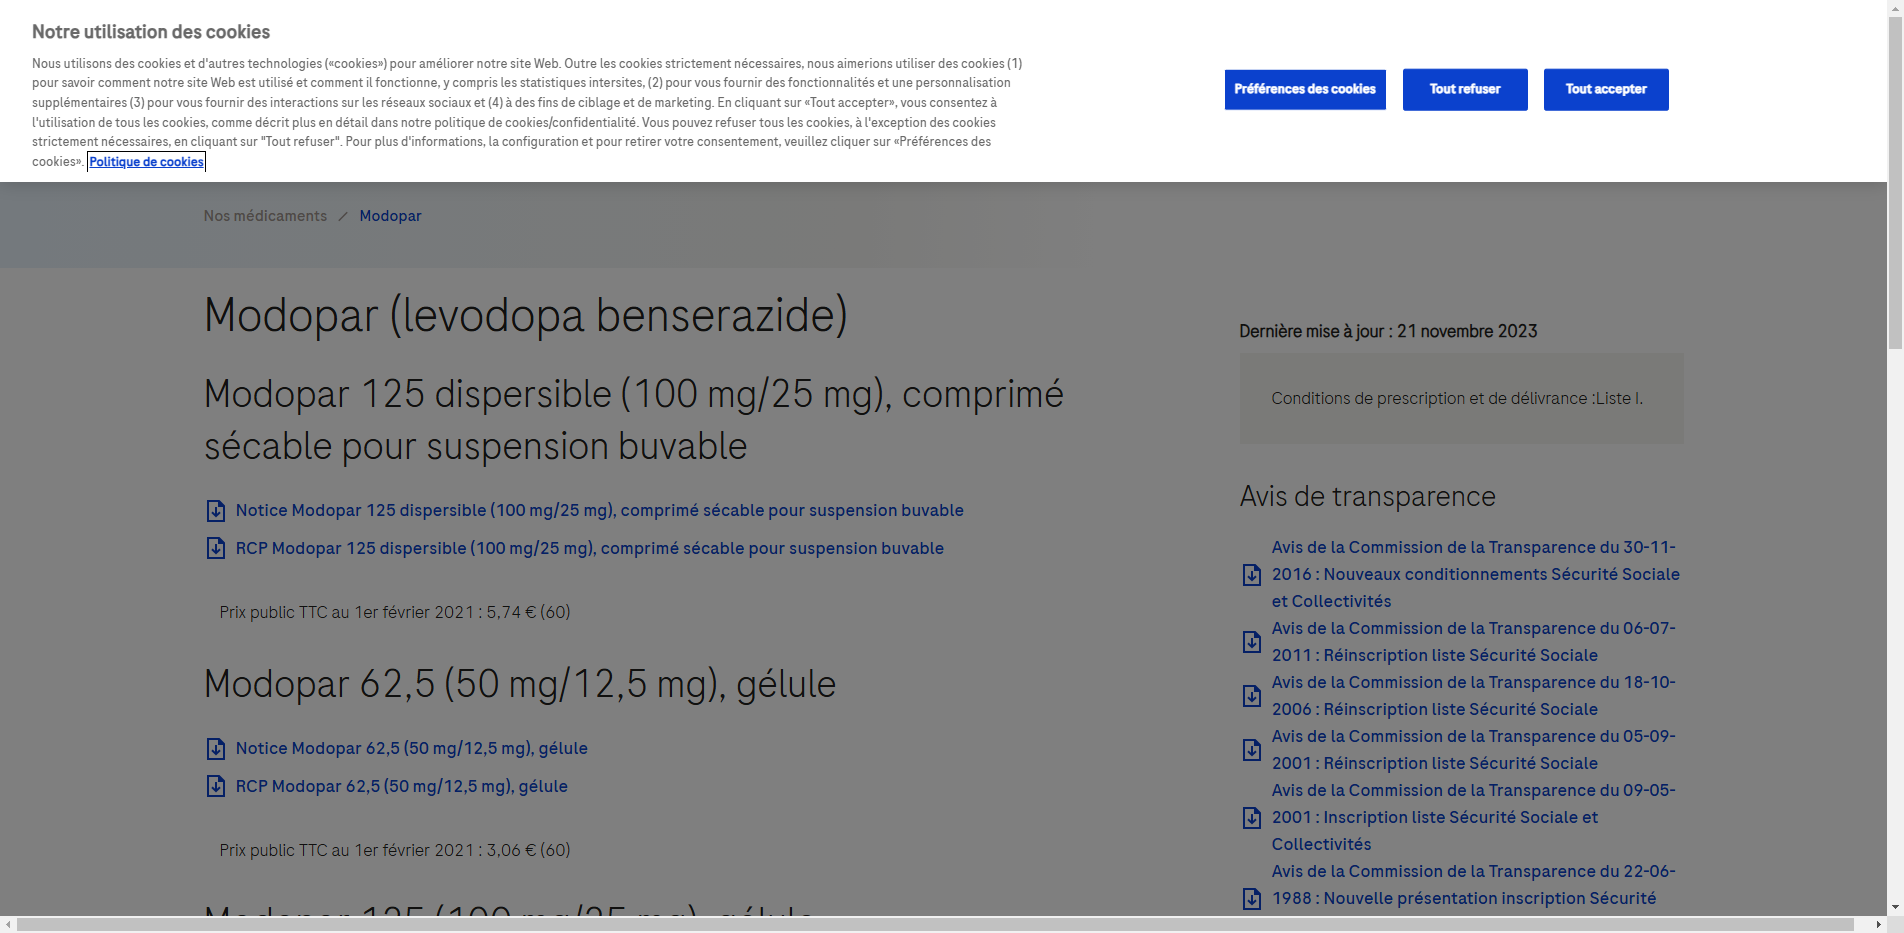 Notre utilisation des cookies
Nous utilisons des cookies et d'autres technologies («cookies») pour améliorer notre site Web. Outre les cookies strictement nécessaires, nous aimerions utiliser des cookies (1)
pour savoir comment notre site Web est utilisé et comment il fonctionne, y compris les statistiques intersites, (2) pour vous fournir des fonctionnalités et une personnalisation
supplémentaires (3) pour vous fournir des interactions sur les réseaux sociaux et (4) à des fins de ciblage et de marketing. En cliquant sur «Tout accepter», vous consentez à
l'utilisation de tous les cookies, comme décrit plus en détail dans notre politique de cookies/confidentialité. Vous pouvez refuser tous les cookies, à l'exception des cookies
strictement nécessaires, en cliquant sur "Tout refuser". Pour plus d'informations, la configuration et pour retirer votre consentement, veuillez cliquer sur «Préférences des
cookies». Politique de cookies
Préférences des cookies
Tout refuser
Tout accepter
Nos médicaments / Modopar
Modopar (levodopa benserazide)
Modopar 125 dispersible (100 mg/25 mg), comprimé
sécable pour suspension buvable
Notice Modopar 125 dispersible (100 mg/25 mg), comprimé sécable pour suspension buvable
RCP Modopar 125 dispersible (100 mg/25 mg), comprimé sécable pour suspension buvable
Prix public TTC au 1er février 2021 : 5,74 € (60)
Modopar 62,5 (50 mg/12,5 mg), gélule
Notice Modopar 62,5 (50 mg/12,5 mg), gélule
RCP Modopar 62,5 (50 mg/12,5 mg), gélule
Prix public TTC au 1er février 2021 : 3,06 € (60)
Modopar 125 (100 mg/25 mg), gélule
Dernière mise à jour : 21 novembre 2023
Conditions de prescription et de délivrance :Liste I.
Avis de transparence
Avis de la Commission de la Transparence du 30-11-
2016 : Nouveaux conditionnements Sécurité Sociale
et Collectivités
Avis de la Commission de la Transparence du 06-07-
2011 : Réinscription liste Sécurité Sociale
Avis de la Commission de la Transparence du 18-10-
2006 : Réinscription liste Sécurité Sociale
Avis de la Commission de la Transparence du 05-09-
2001 : Réinscription liste Sécurité Sociale
Avis de la Commission de la Transparence du 09-05-
2001 : Inscription liste Sécurité Sociale et
Collectivités
Avis de la Commission de la Transparence du 22-06-
1988 : Nouvelle présentation inscription Sécurité